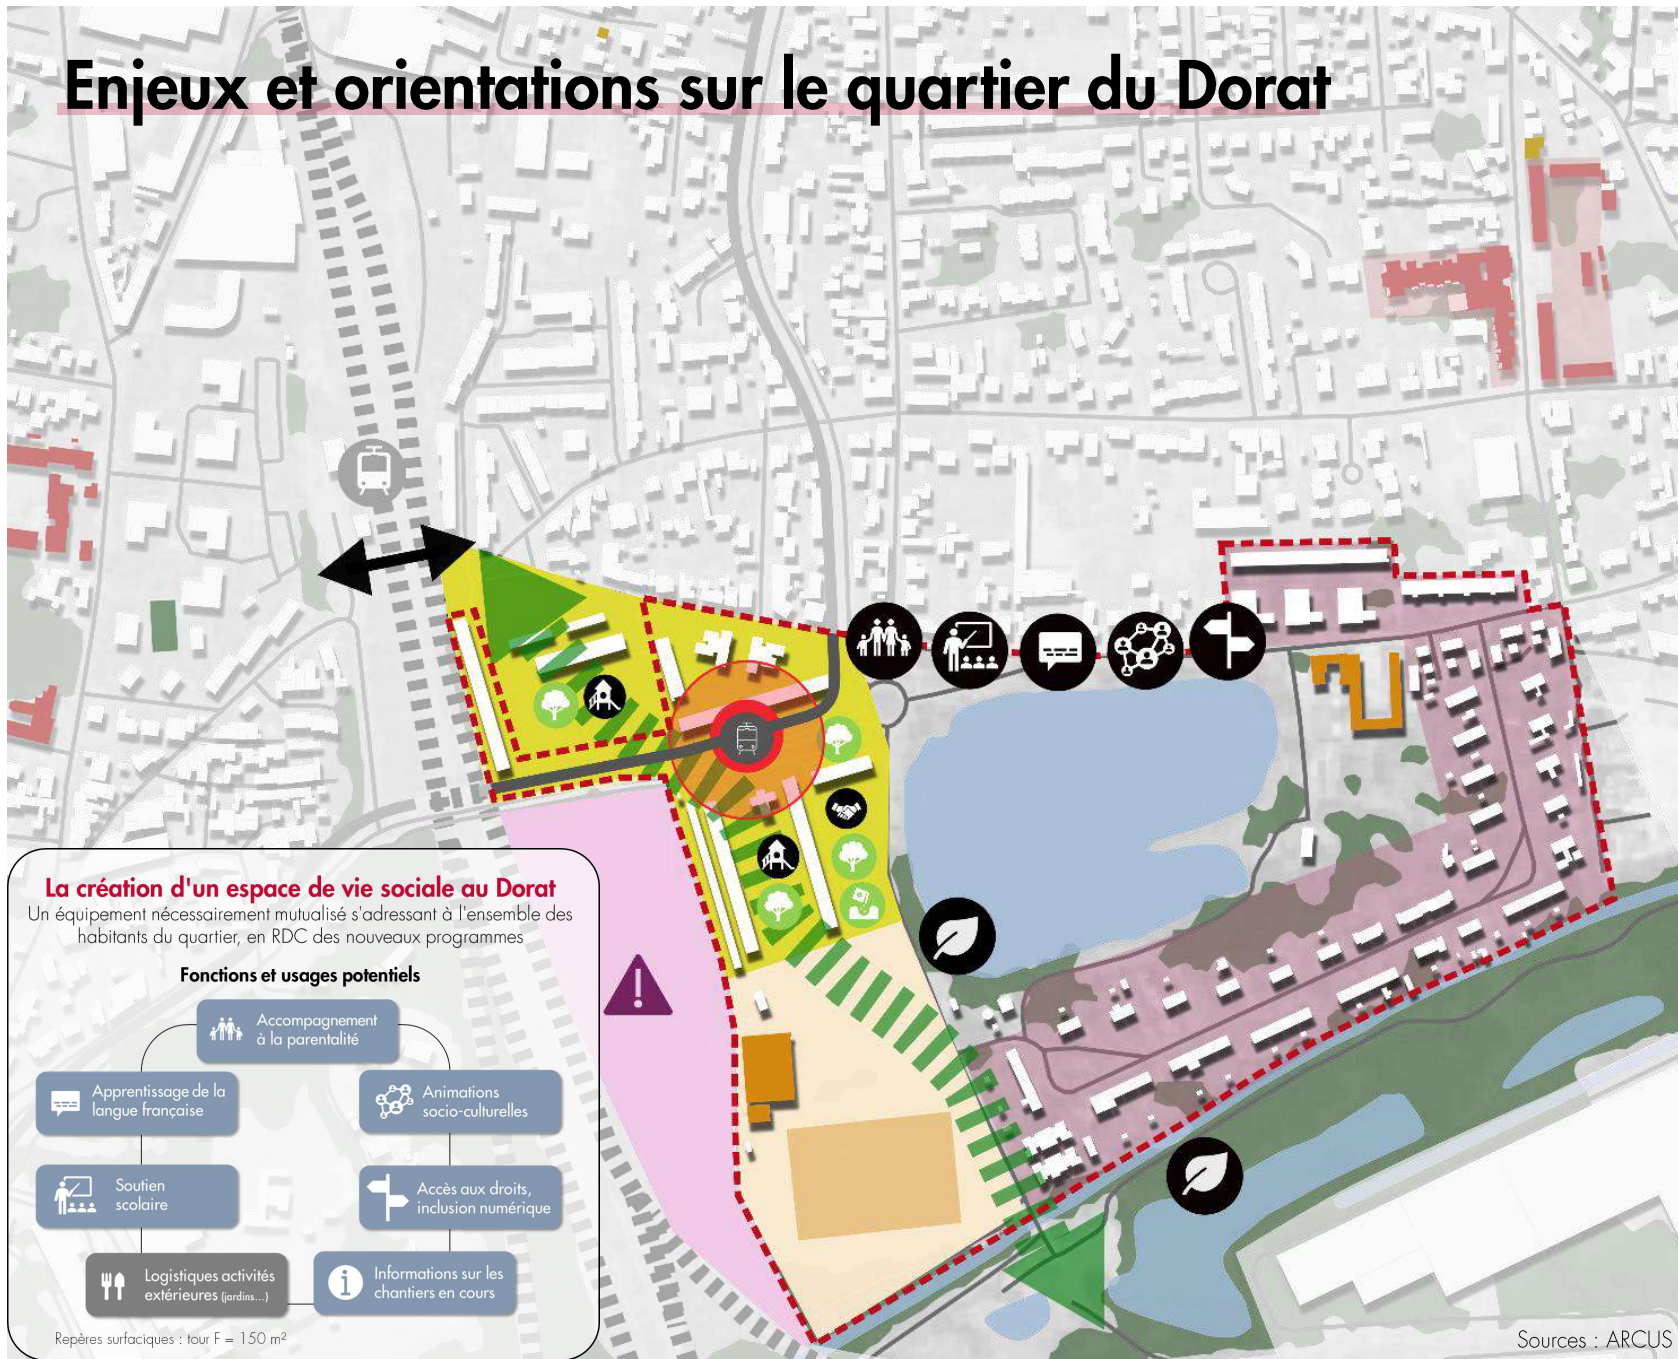 Enjeux et orientations sur le quartier du Dorat
La création d'un espace de vie sociale au Dorat
Un équipement nécessairement mutualisé s'adressant à l'ensemble des
habitants du quartier, en RDC des nouveaux programmes
Fonctions et usages potentiels
Accompagnement
à la parentalité
Apprentissage de la
langue française
Animations
socio-culturelles
Soutien
scolaire
Accès aux droits,
inclusion numérique
Logistiques activités
extérieures (jardins...)
Informations sur les
chantiers en cours
Repères surfaciques : tour F = 150 m²
Sources : ARCUS